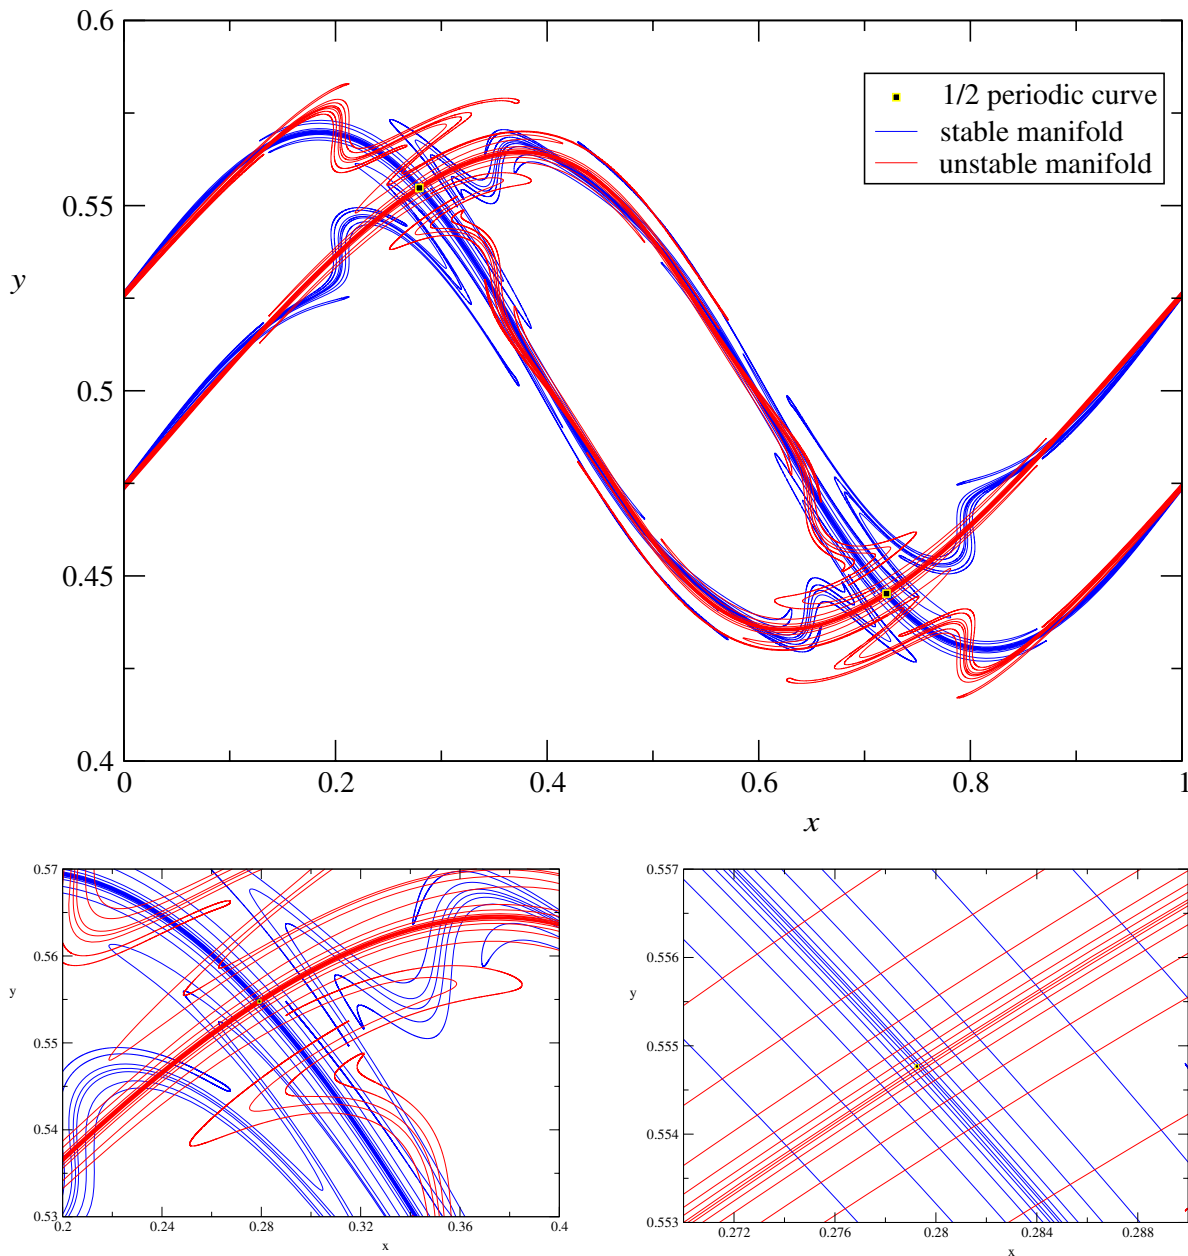 0.6
1/2 periodic curve
stable manifold
unstable manifold
0.55
y
0.5
0.45
0.4
0 0.2 0.4 0.6 0.8 1
x
0.57
0.56
y
0.55
0.54
0.53
0.2 0.24 0.28 0.32 0.36 0.4
x
0.557
0.556
y
0.555
0.554
0.553
0.272 0.276 0.28 0.284 0.288
x